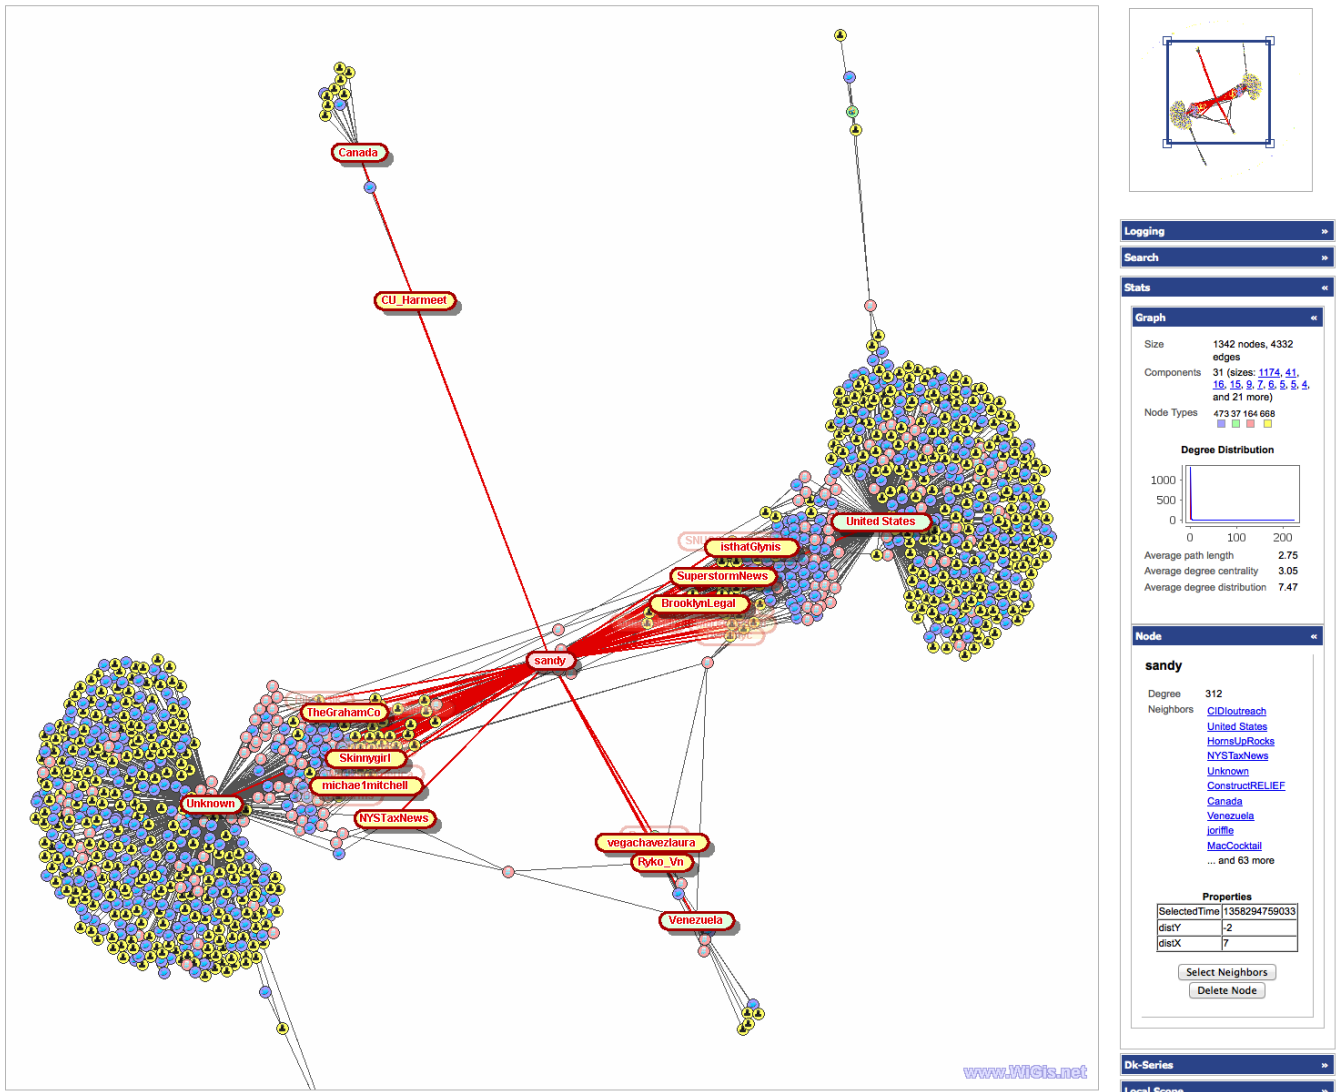 Canada
CU_Harmeet
United States
isthatGlynis
SuperstormNews
BrooklynLegal
sandy
TheGrahamCo
Skinnygirl
michae1mitchell
Unknown
NYSTaxNews
vegachavezlaura
Ryko_Vn
Venezuela
www.WiGis.net
Logging »
Search »
Stats «
Graph «
Size 1342 nodes, 4332
edges
Components 31 (sizes: 1174, 41,
16, 15, 9, 7, 6, 5, 5, 4,
and 21 more)
Node Types 473 37 164 668
Degree Distribution
1000
500
0
0 100 200
Average path length 2.75
Average degree centrality 3.05
Average degree distribution 7.47
Node «
sandy
Degree 312
Neighbors CIDIoutreach
United States
HornsUpRocks
NYSTaxNews
Unknown
ConstructRELIEF
Canada
Venezuela
joriffle
MacCocktail
... and 63 more
Properties
SelectedTime 1358294759033
distY -2
distX 7
Select Neighbors
Delete Node
Dk-Series »
Local Scope »